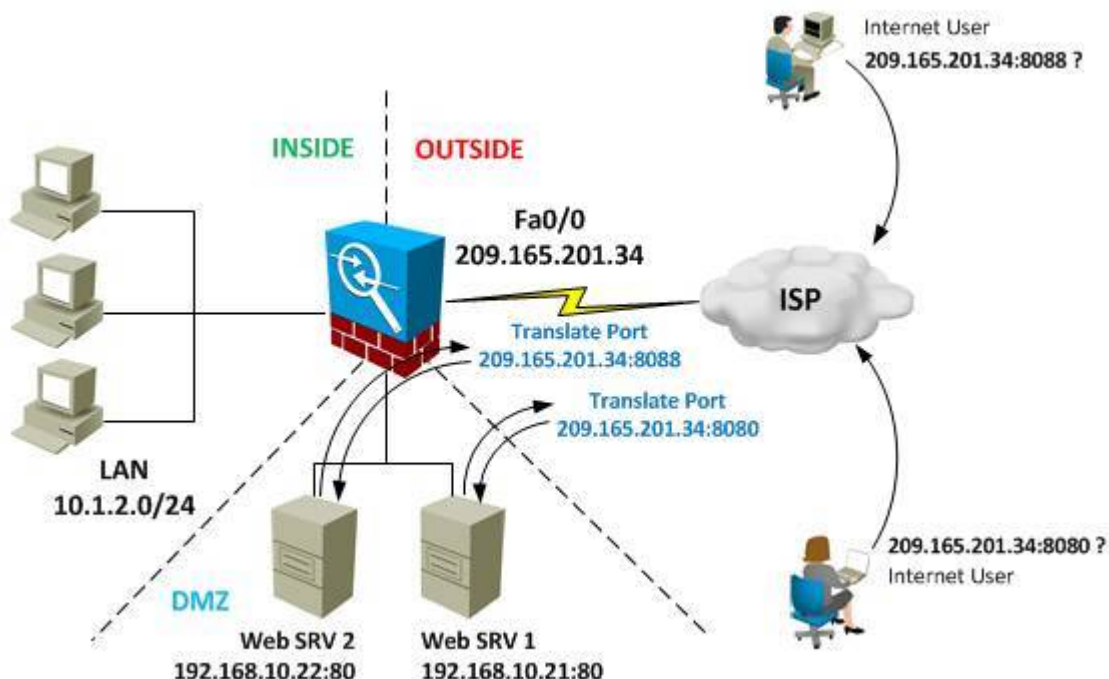 Internet User
209.165.201.34:8088 ?
INSIDE
OUTSIDE
Fa0/0
209.165.201.34
ISP
Translate Port
209.165.201.34:8088
Translate Port
209.165.201.34:8080
LAN
10.1.2.0/24
209.165.201.34:8080 ?
Internet User
DMZ
Web SRV 2
192.168.10.22:80
Web SRV 1
192.168.10.21:80